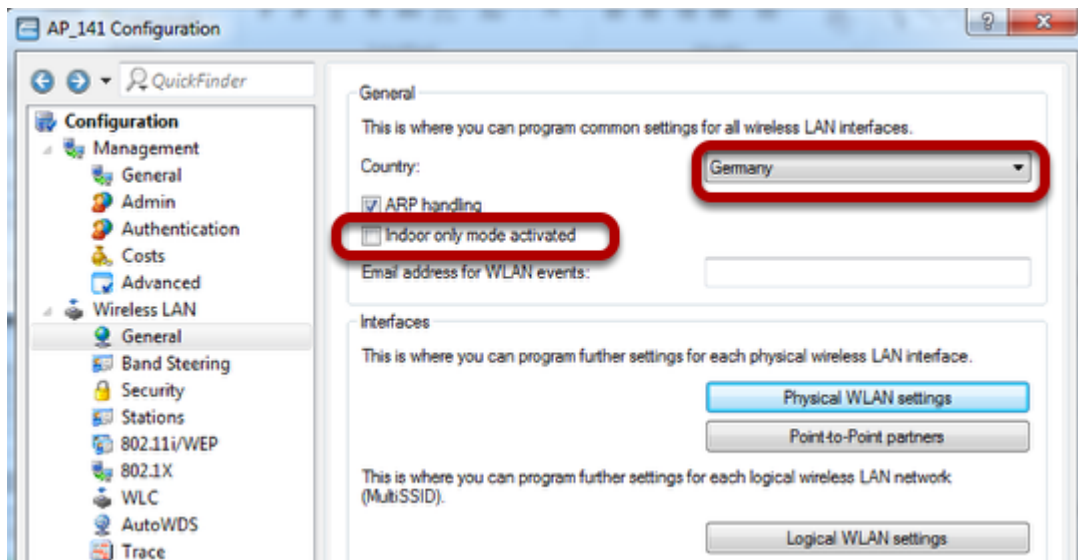 AP_141 Configuration
QuickFinder
Configuration
Management
General
Admin
Authentication
Costs
Advanced
Wireless LAN
General
Band Steering
Security
Stations
802.11i/WEP
802.1X
WLC
AutoWDS
Trace
General
This is where you can program common settings for all wireless LAN interfaces.
Country:
Germany
ARP handling
Indoor only mode activated
Email address for WLAN events:
Interfaces
This is where you can program further settings for each physical wireless LAN interface.
Physical WLAN settings
Point-to-Point partners
This is where you can program further settings for each logical wireless LAN network
(MultiSSID).
Logical WLAN settings